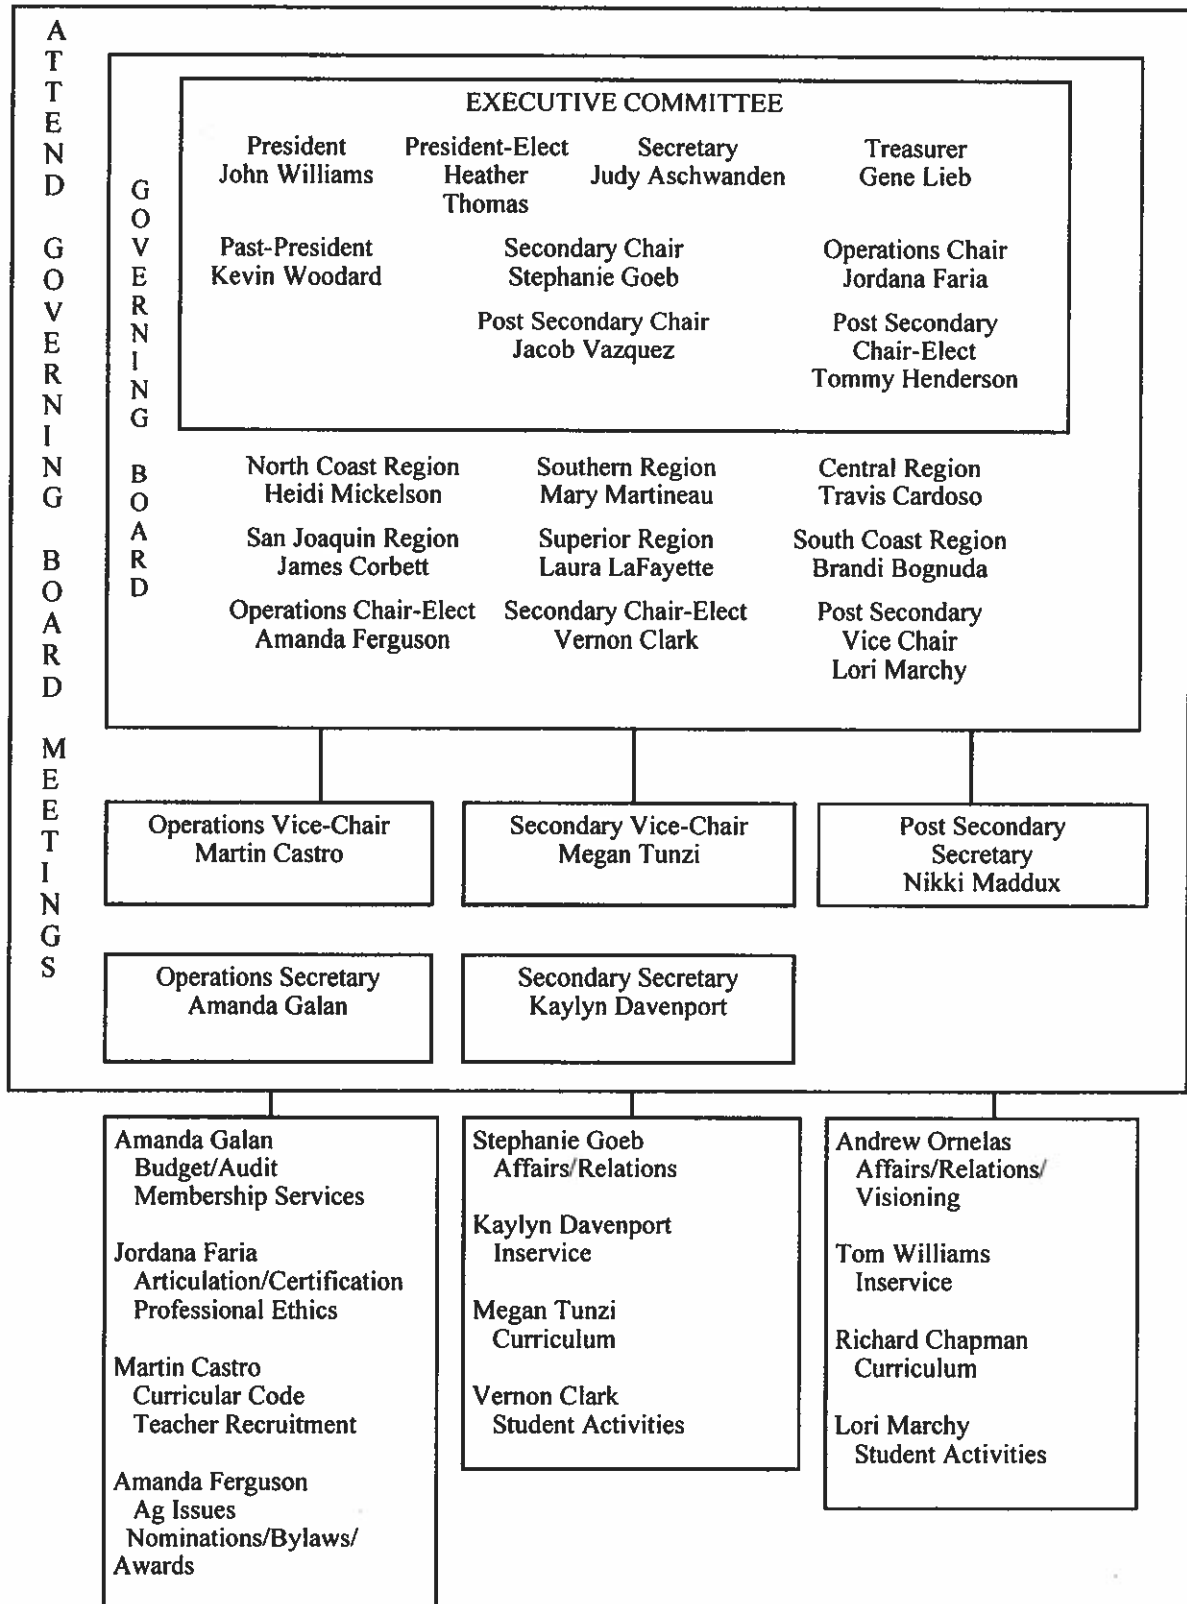 ATTEND GOVERNING BOARD MEETINGS
GOVERNING BOARD
EXECUTIVE COMMITTEE
President
John Williams
President-Elect
Heather
Thomas
Secretary
Judy Aschwanden
Treasurer
Gene Lieb
Past-President
Kevin Woodard
Secondary Chair
Stephanie Goeb
Operations Chair
Jordana Faria
Post Secondary Chair
Jacob Vazquez
Post Secondary
Chair-Elect
Tommy Henderson
North Coast Region
Heidi Mickelson
Southern Region
Mary Martineau
Central Region
Travis Cardoso
San Joaquin Region
James Corbett
Superior Region
Laura LaFayette
South Coast Region
Brandi Bognuda
Operations Chair-Elect
Amanda Ferguson
Secondary Chair-Elect
Vernon Clark
Post Secondary
Vice Chair
Lori Marchy
Operations Vice-Chair
Martin Castro
Secondary Vice-Chair
Megan Tunzi
Post Secondary
Secretary
Nikki Maddux
Operations Secretary
Amanda Galan
Secondary Secretary
Kaylyn Davenport
Amanda Galan
Budget/Audit
Membership Services
Jordana Faria
Articulation/Certification
Professional Ethics
Martin Castro
Curricular Code
Teacher Recruitment
Amanda Ferguson
Ag Issues
Nominations/Bylaws/
Awards
Stephanie Goeb
Affairs/Relations
Kaylyn Davenport
Inservice
Megan Tunzi
Curriculum
Vernon Clark
Student Activities
Andrew Ornelas
Affairs/Relations/
Visioning
Tom Williams
Inservice
Richard Chapman
Curriculum
Lori Marchy
Student Activities